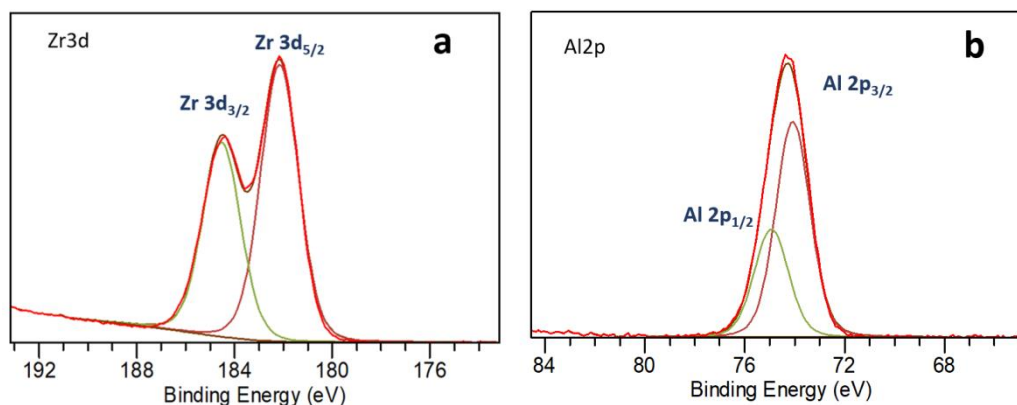 Zr3d
Zr 3d5/2
a
Zr 3d3/2
192 188 184 180 176
Binding Energy (eV)
Al2p
b
Al 2p3/2
Al 2p1/2
84 80 76 72 68
Binding Energy (eV)